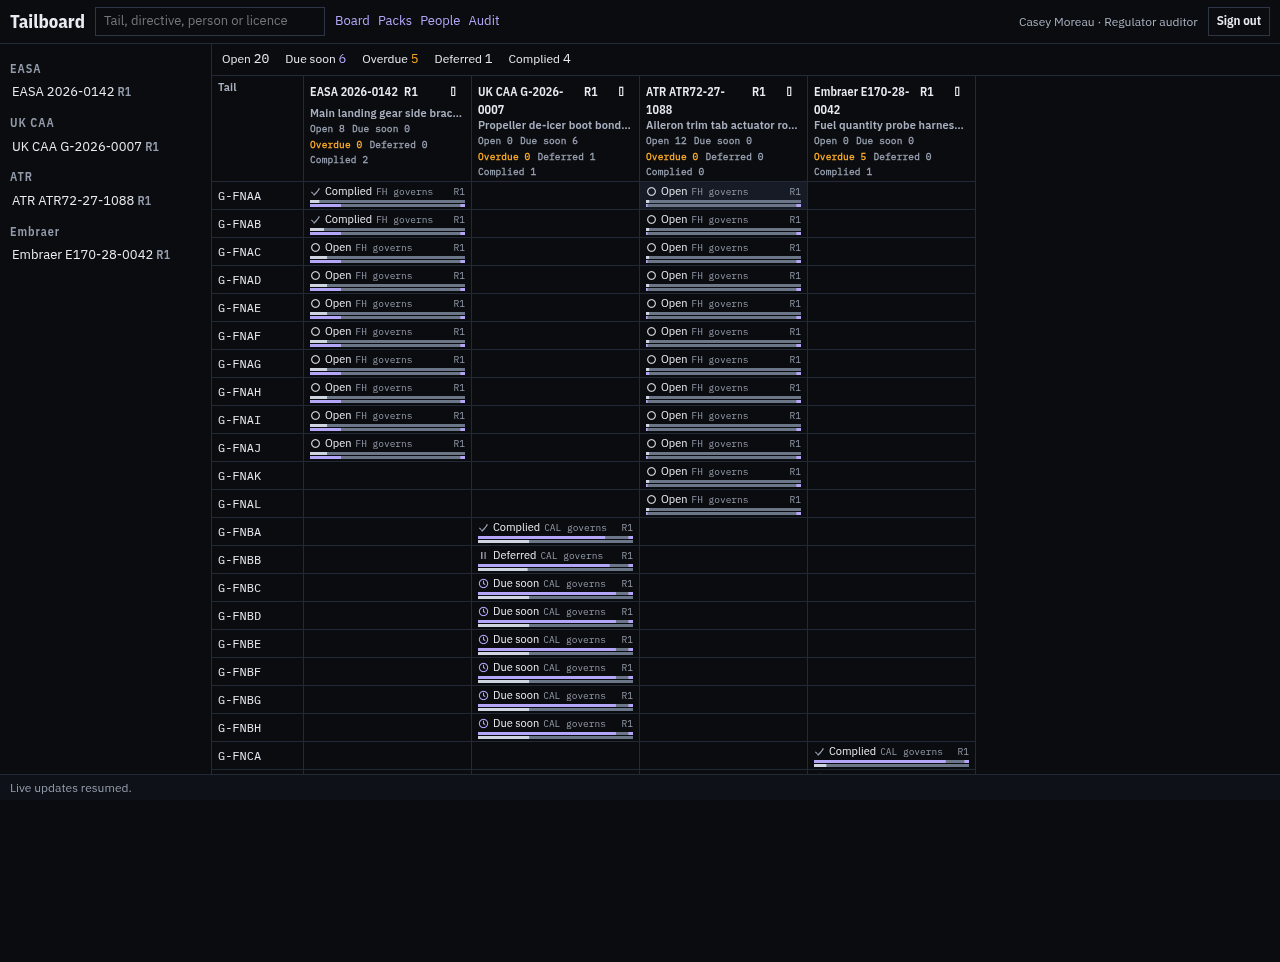 Tailboard Tail, directive, person or licence Board Packs People Audit Casey Moreau · Regulator auditor Sign out
EASA
EASA 2026-0142 R1
UK CAA
UK CAA G-2026-0007 R1
ATR
ATR ATR72-27-1088 R1
Embraer
Embraer E170-28-0042 R1
Open 20 Due soon 6 Overdue 5 Deferred 1 Complied 4
Tail
EASA 2026-0142 R1
Main landing gear side brac...
Open 8 Due soon 0
Overdue 0 Deferred 0
Complied 2
UK CAA G-2026- R1
0007
Propeller de-icer boot bond...
Open 0 Due soon 6
Overdue 0 Deferred 1
Complied 1
ATR ATR72-27- R1
1088
Aileron trim tab actuator ro...
Open 12 Due soon 0
Overdue 0 Deferred 0
Complied 0
Embraer E170-28- R1
0042
Fuel quantity probe harnes...
Open 0 Due soon 0
Overdue 5 Deferred 0
Complied 1
G-FNAA Complied FH governs R1 Open FH governs R1
G-FNAB Complied FH governs R1 Open FH governs R1
G-FNAC Open FH governs R1 Open FH governs R1
G-FNAD Open FH governs R1 Open FH governs R1
G-FNAE Open FH governs R1 Open FH governs R1
G-FNAF Open FH governs R1 Open FH governs R1
G-FNAG Open FH governs R1 Open FH governs R1
G-FNAH Open FH governs R1 Open FH governs R1
G-FNAI Open FH governs R1 Open FH governs R1
G-FNAJ Open FH governs R1 Open FH governs R1
G-FNAK Open FH governs R1
G-FNAL Open FH governs R1
G-FNBA Complied CAL governs R1
G-FNBB Deferred CAL governs R1
G-FNBC Due soon CAL governs R1
G-FNBD Due soon CAL governs R1
G-FNBE Due soon CAL governs R1
G-FNBF Due soon CAL governs R1
G-FNBG Due soon CAL governs R1
G-FNBH Due soon CAL governs R1
G-FNCA Complied CAL governs R1
Live updates resumed.